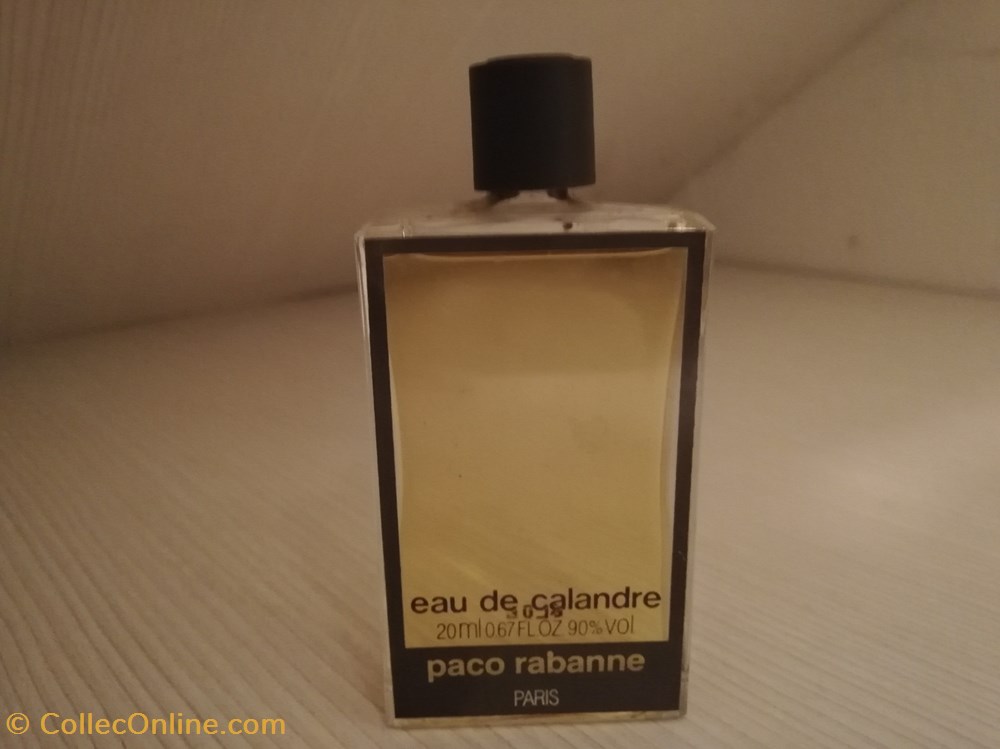 eau de calandre
20ml 0.67 FL OZ 90% Vol
paco rabanne
PARIS
© CollecOnline.com